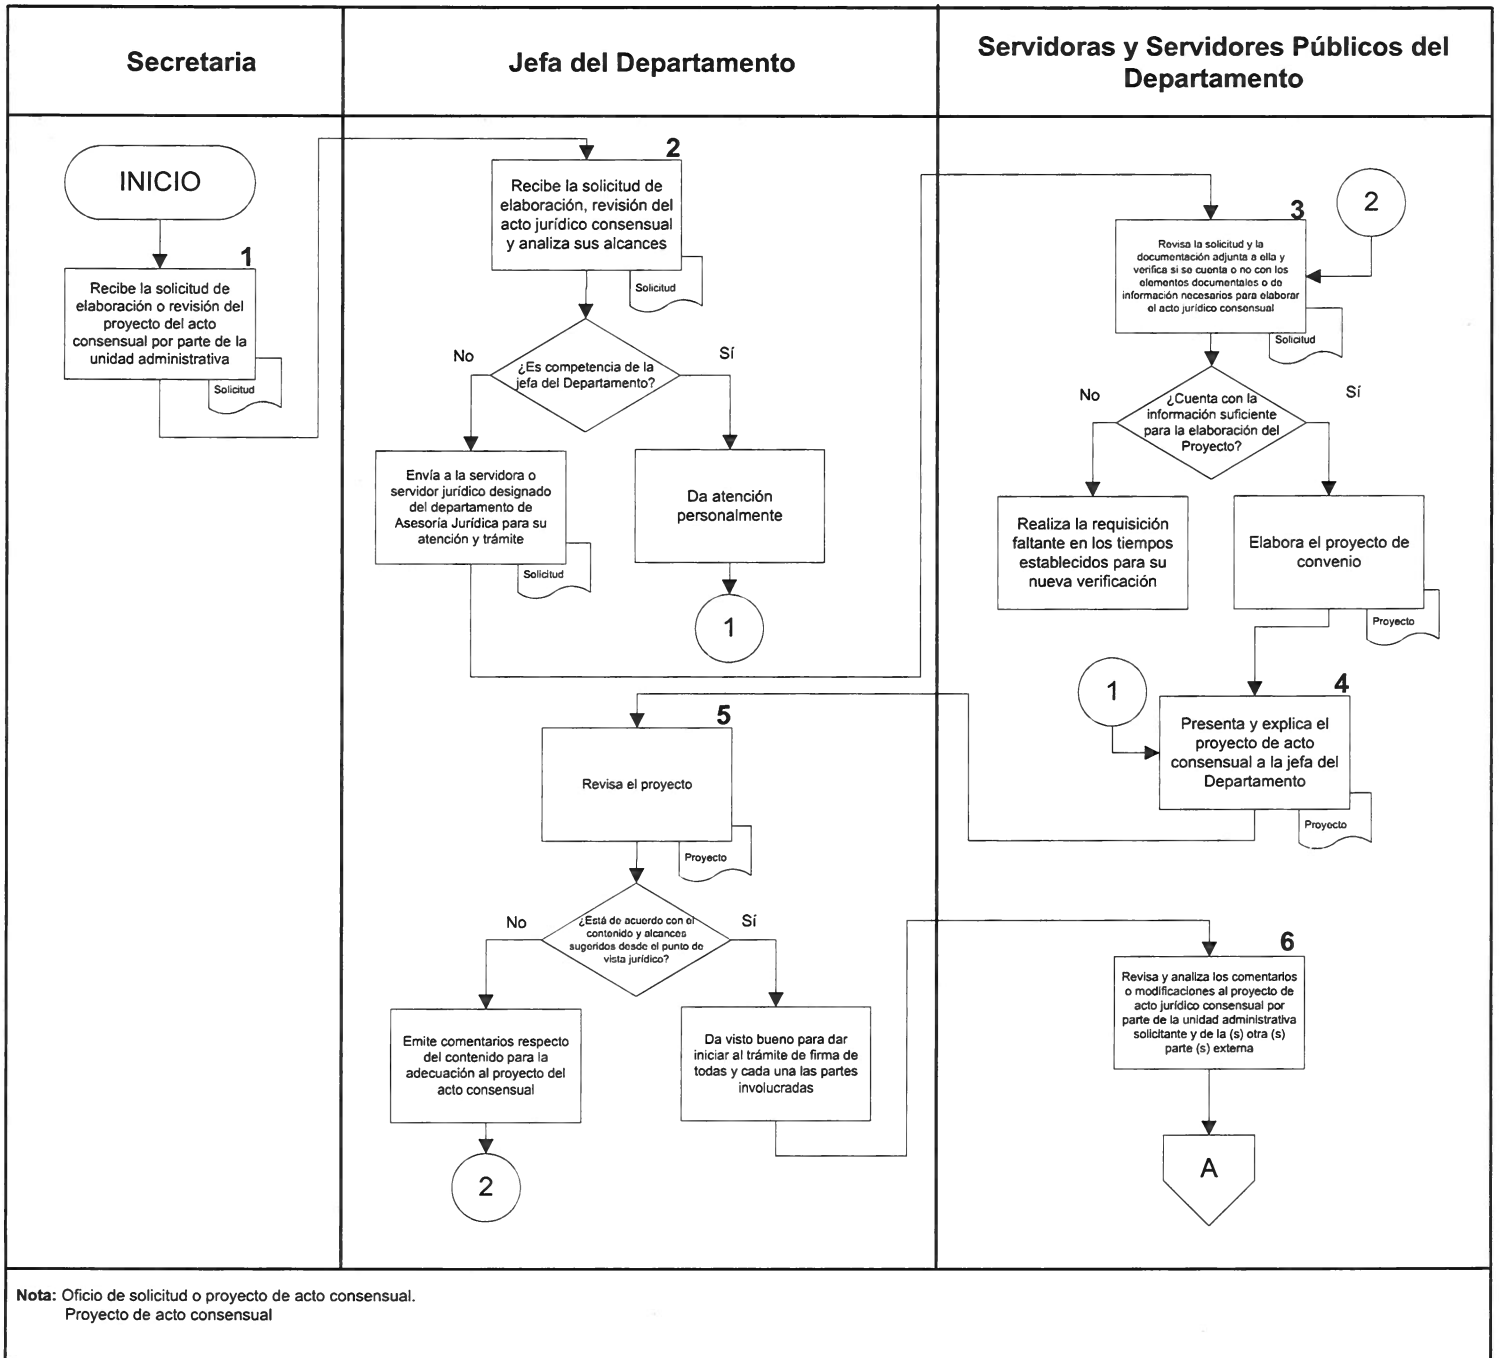 Secretaria
Jefa del Departamento
Servidoras y Servidores Públicos del
Departamento
INICIO
1
Recibe la solicitud de
elaboración o revisión del
proyecto del acto
consensual por parte de la
unidad administrativa
Solicitud
2
Recibe la solicitud de
elaboración, revisión del
acto jurídico consensual
y analiza sus alcances
Solicitud
No
Sí
¿Es competencia de la
jefa del Departamento?
Envía a la servidora o
servidor jurídico designado
del departamento de
Asesoría Jurídica para su
atención y trámite
Solicitud
Da atención
personalmente
1
2
3
Revisa la solicitud y la
documentación adjunta a ella y
verifica si se cuenta o no con los
elementos documentales o de
información necesarios para elaborar
el acto jurídico consensual
Solicitud
No
Sí
¿Cuenta con la
información suficiente
para la elaboración del
Proyecto?
Realiza la requisición
faltante en los tiempos
establecidos para su
nueva verificación
Elabora el proyecto de
convenio
Proyecto
1
4
Presenta y explica el
proyecto de acto
consensual a la jefa del
Departamento
Proyecto
5
Revisa el proyecto
Proyecto
No
Sí
¿Está de acuerdo con el
contenido y alcances
sugeridos desde el punto de
vista jurídico?
Emite comentarios respecto
del contenido para la
adecuación al proyecto del
acto consensual
2
Da visto bueno para dar
iniciar al trámite de firma de
todas y cada una las partes
involucradas
6
Revisa y analiza los comentarios
o modificaciones al proyecto de
acto jurídico consensual por
parte de la unidad administrativa
solicitante y de la (s) otra (s)
parte (s) externa
A
Nota: Oficio de solicitud o proyecto de acto consensual.
Proyecto de acto consensual